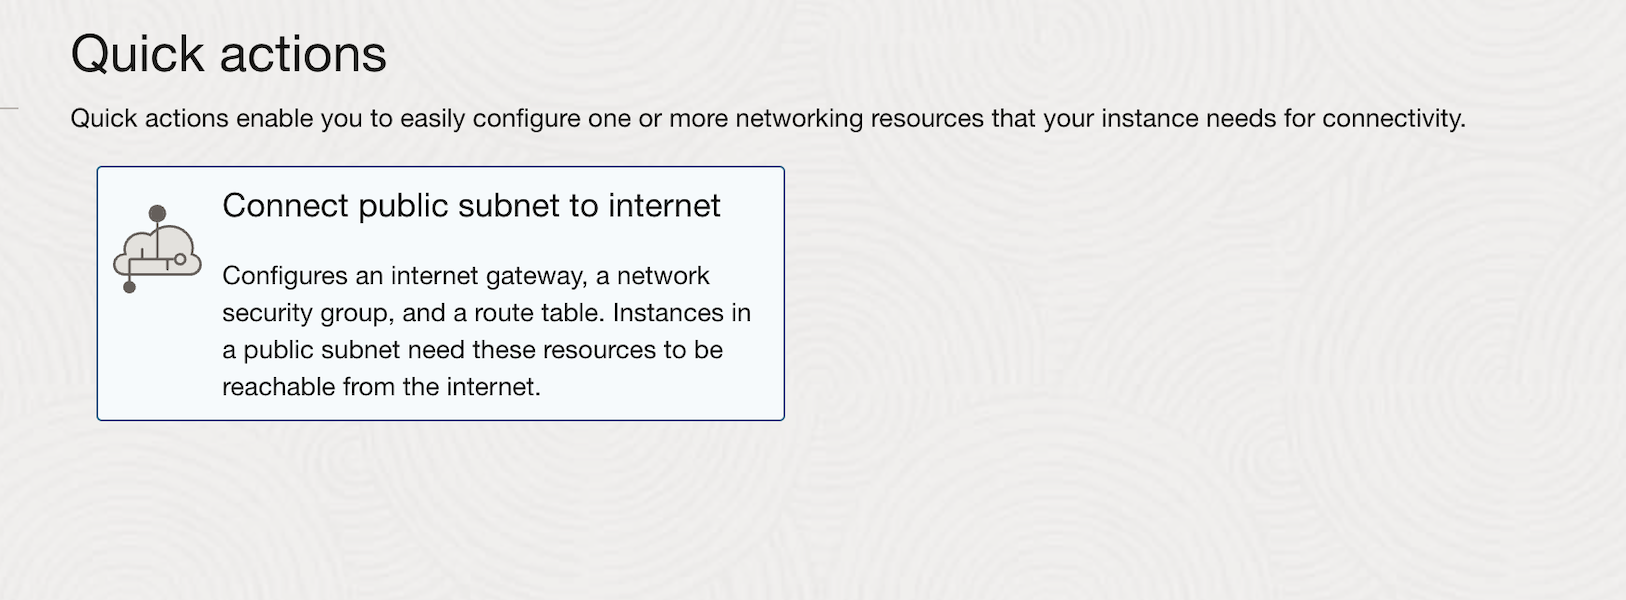 Quick actions
Quick actions enable you to easily configure one or more networking resources that your instance needs for connectivity.
Connect public subnet to internet
Configures an internet gateway, a network
security group, and a route table. Instances in
a public subnet need these resources to be
reachable from the internet.